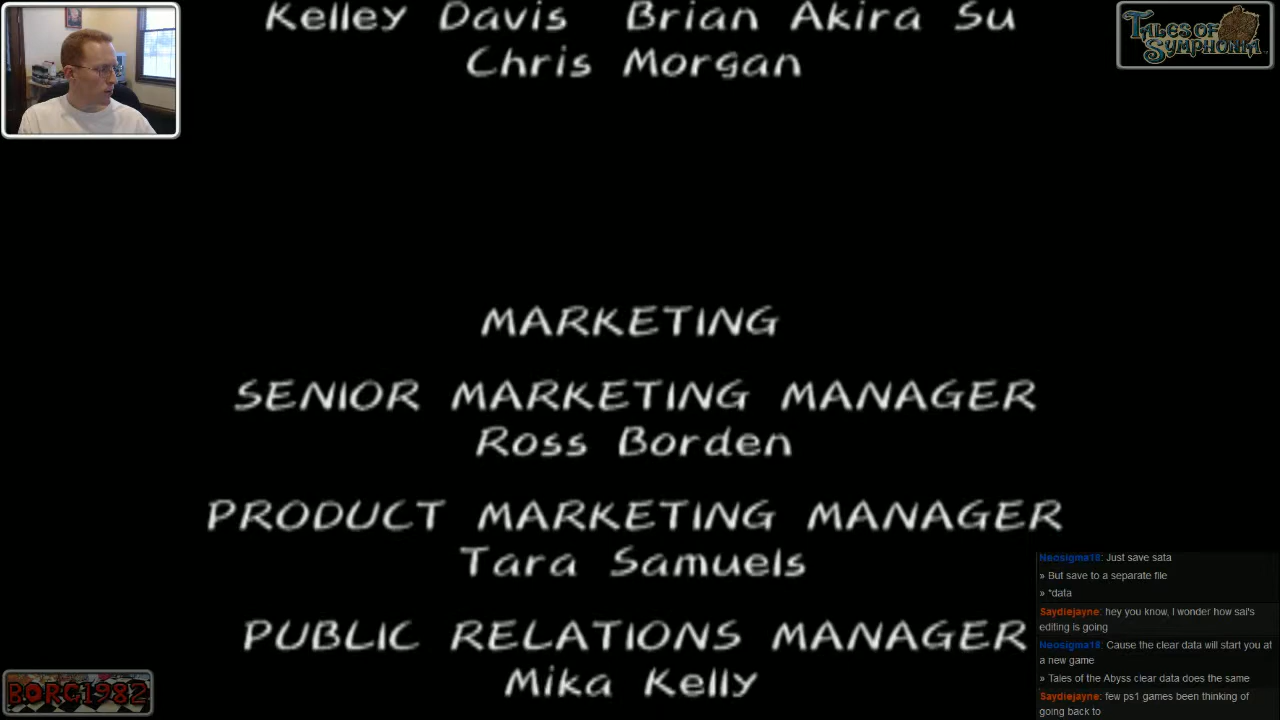 Kelley Davis Brian Akira Su
Chris Morgan
TALES OF
SYMPHONIA
MARKETING
SENIOR MARKETING MANAGER
Ross Borden
PRODUCT MARKETING MANAGER
Tara Samuels
PUBLIC RELATIONS MANAGER
Mika Kelly
Neosigma18: Just save sata
» But save to a separate file
» *data
Saydiejayne: hey you know, I wonder how sai's
editing is going
Neosigma18: Cause the clear data will start you at
a new game
» Tales of the Abyss clear data does the same
Saydiejayne: few ps1 games been thinking of
going back to
BORG1982